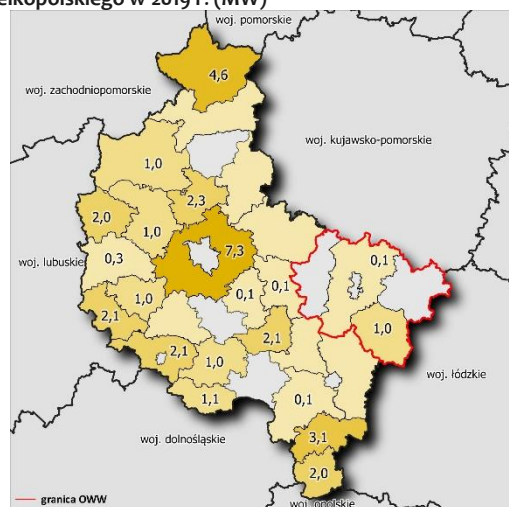 elkopolskiego w 2019 r. (MW)
woj. pomorskie
4,6
woj. zachodniopomorskie
woj. kujawsko-pomorskie
1,0
2,3
2,0
1,0
7,3
woj. lubuskie
0,3
0,1
0,1
0,1
1,0
2,1
1,0
2,1
2,1
1,0
woj. łódzkie
1,1
0,1
woj. dolnośląskie
3,1
2,0
granica OWW
woj. opolskie